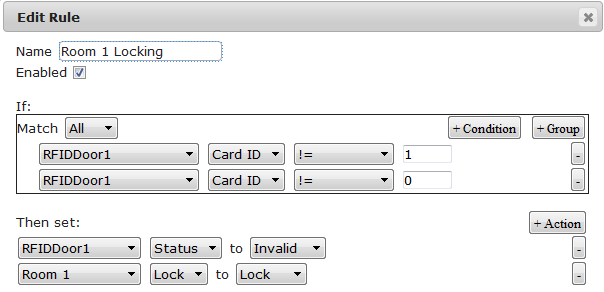 Edit Rule
Name Room 1 Locking
Enabled
If:
Match All + Condition + Group
RFIDDoor1 Card ID != 1 -
RFIDDoor1 Card ID != 0 -
Then set: + Action
RFIDDoor1 Status to Invalid -
Room 1 Lock to Lock -